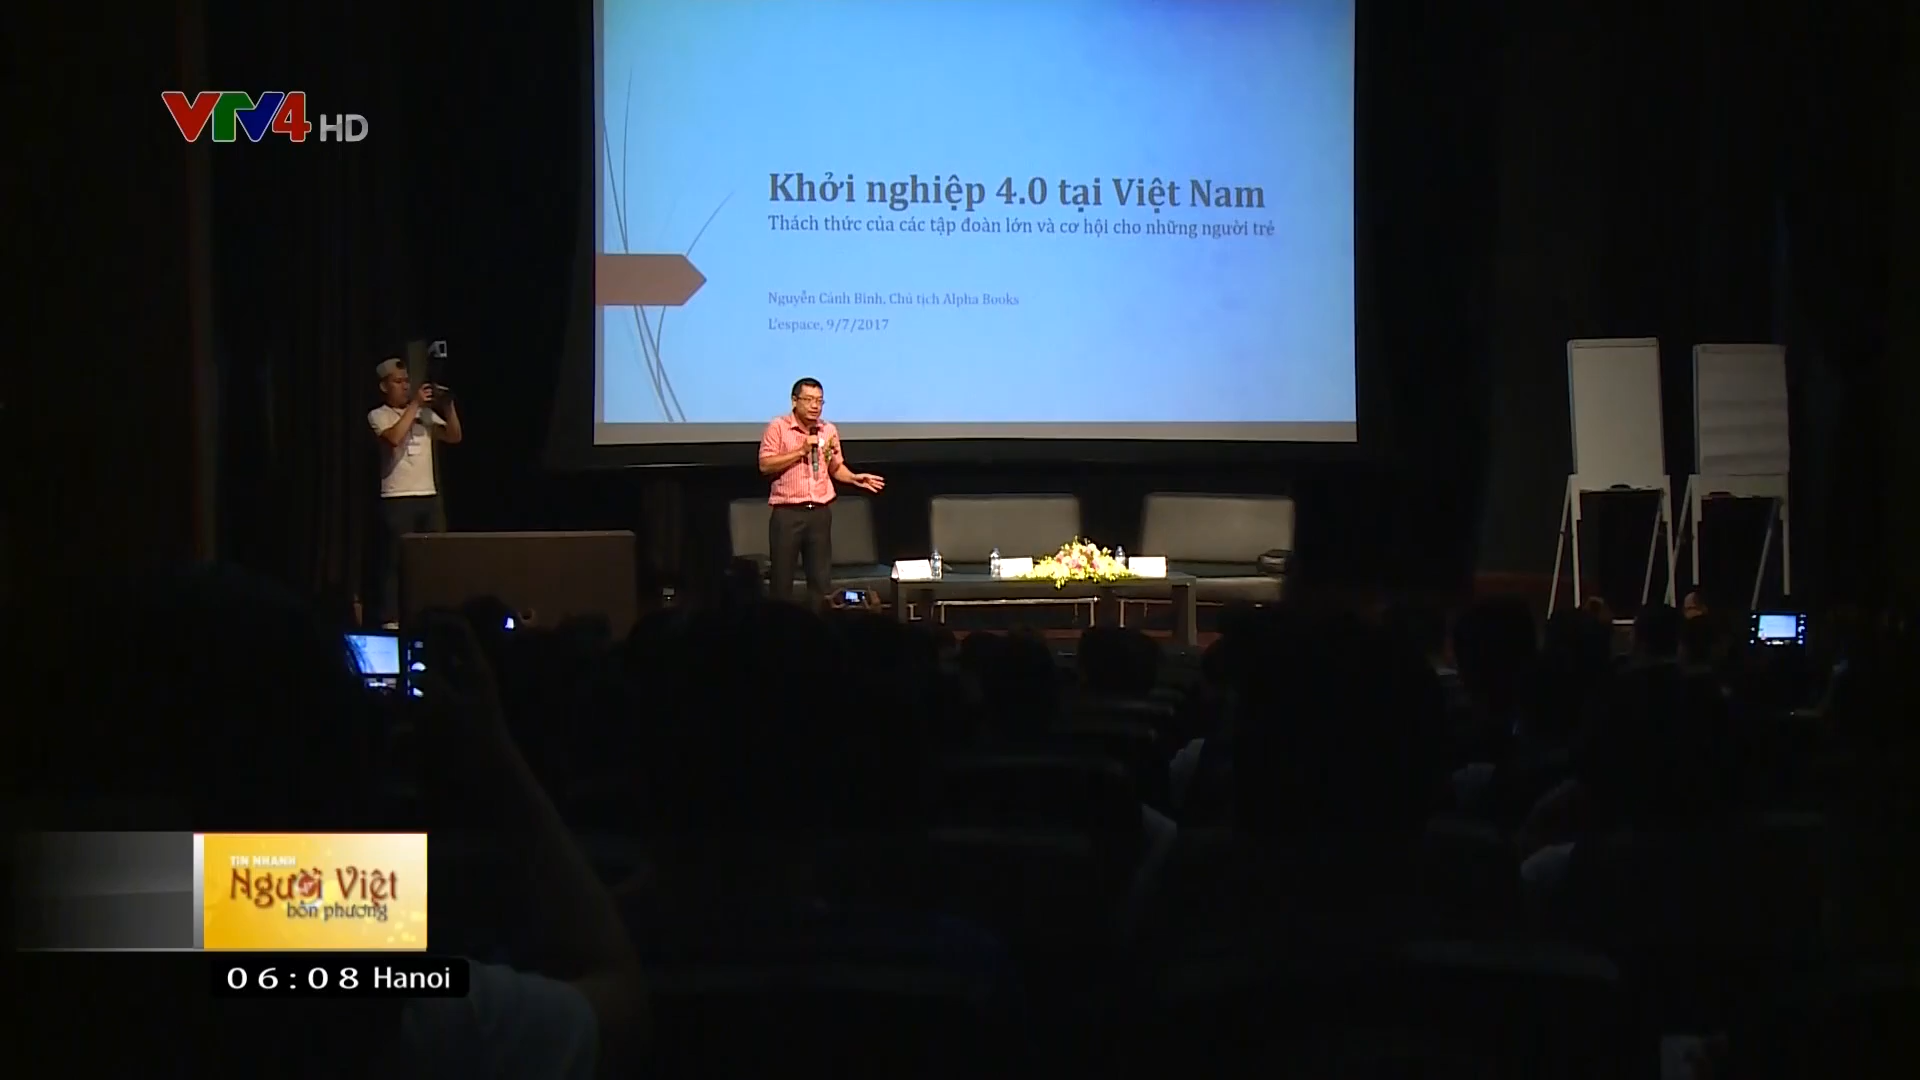 VTV4 HD
Khởi nghiệp 4.0 tại Việt Nam
Thách thức của các tập đoàn lớn và cơ hội cho những người trẻ
Nguyễn Cảnh Bình, Chủ tịch Alpha Books
L'espace, 9/7/2017
TIN NHANH
Người Việt
bốn phương
06:08 Hanoi